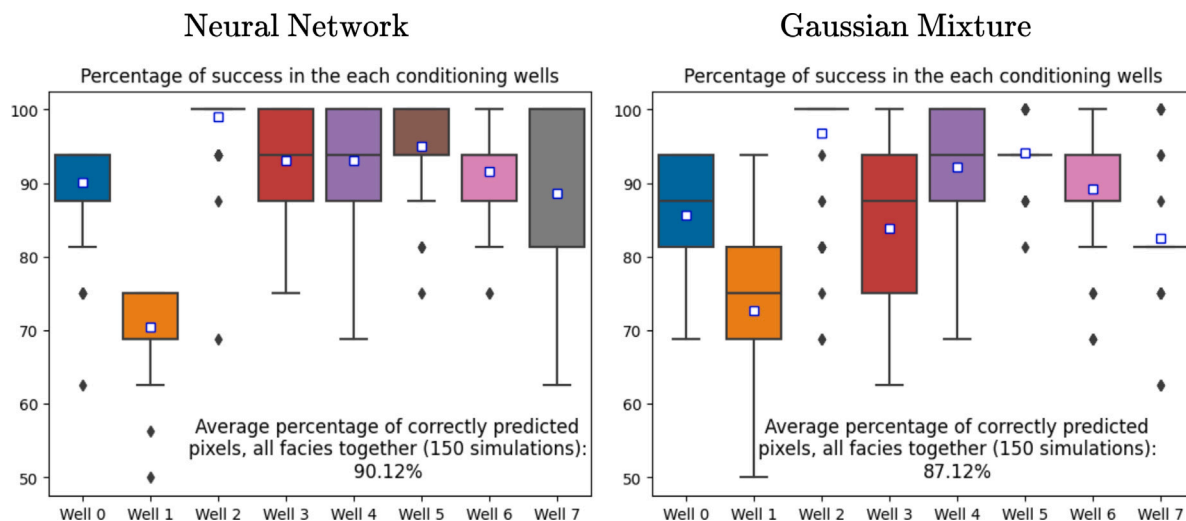 Neural Network
Percentage of success in the each conditioning wells
100
90
80
70
60
50
Average percentage of correctly predicted
pixels, all facies together (150 simulations):
90.12%
Well 0 Well 1 Well 2 Well 3 Well 4 Well 5 Well 6 Well 7
Gaussian Mixture
Percentage of success in the each conditioning wells
100
90
80
70
60
50
Average percentage of correctly predicted
pixels, all facies together (150 simulations):
87.12%
Well 0 Well 1 Well 2 Well 3 Well 4 Well 5 Well 6 Well 7